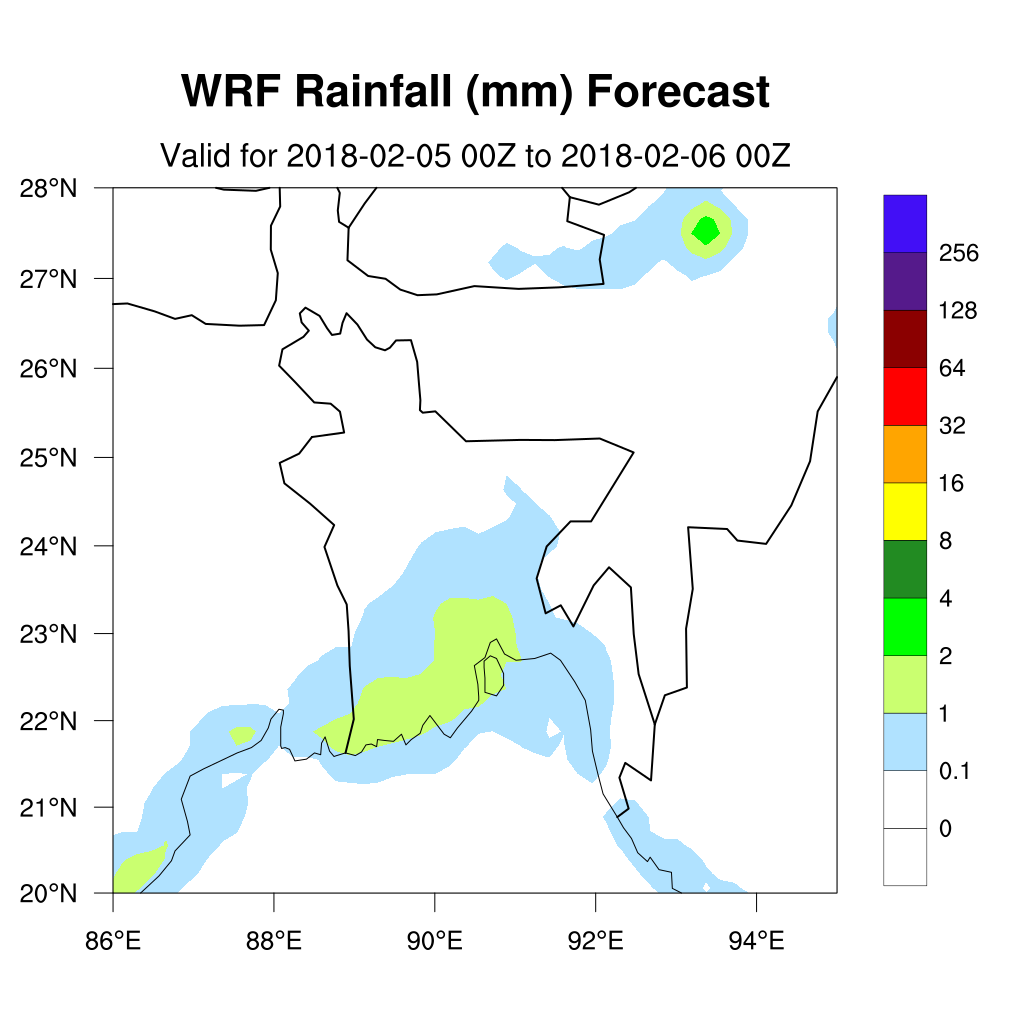 WRF Rainfall (mm) Forecast
Valid for 2018-02-05 00Z to 2018-02-06 00Z
28°N
27°N
26°N
25°N
24°N
23°N
22°N
21°N
20°N
86°E 88°E 90°E 92°E 94°E
256
128
64
32
16
8
4
2
1
0.1
0